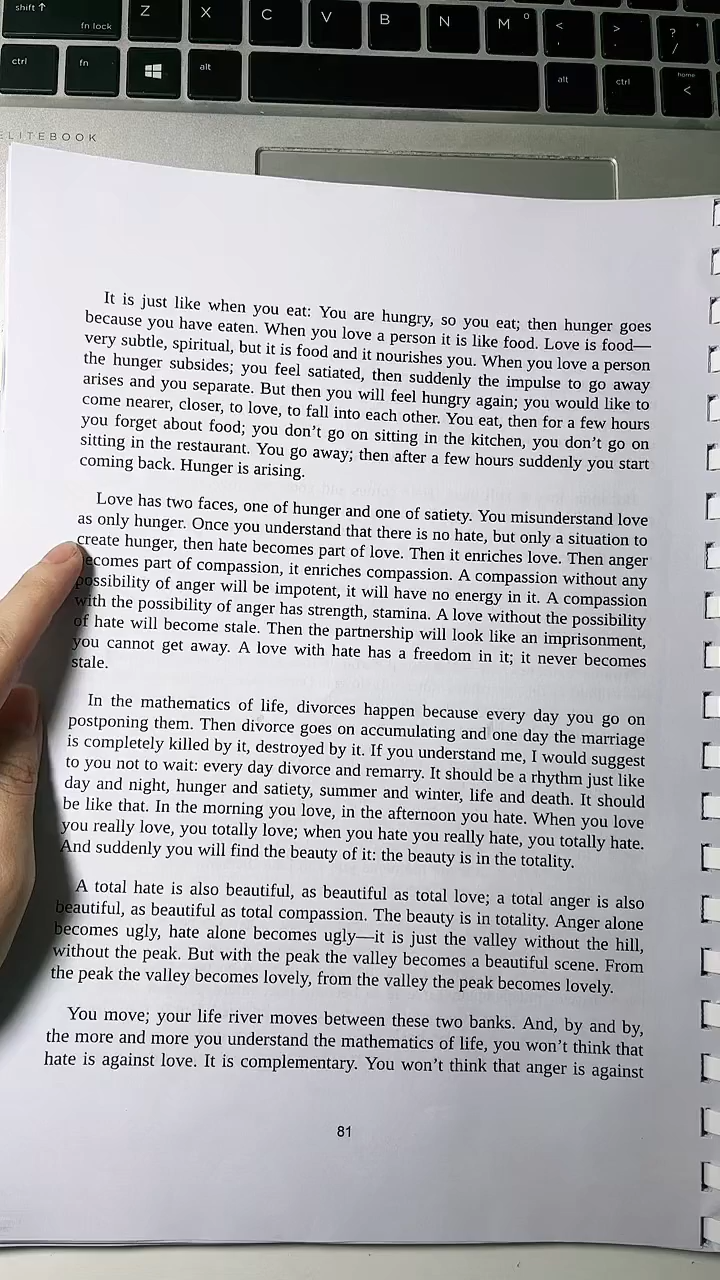 shift ↑
fn lock
Z
X
C
V
B
N
M
<
>
?
/
ctrl
fn
alt
alt
ctrl
home
<
ELITEBOOK
It is just like when you eat: You are hungry, so you eat; then hunger goes
because you have eaten. When you love a person it is like food. Love is food—
very subtle, spiritual, but it is food and it nourishes you. When you love a person
the hunger subsides; you feel satiated, then suddenly the impulse to go away
arises and you separate. But then you will feel hungry again; you would like to
come nearer, closer, to love, to fall into each other. You eat, then for a few hours
you forget about food; you don't go on sitting in the kitchen, you don't go on
sitting in the restaurant. You go away; then after a few hours suddenly you start
coming back. Hunger is arising.
Love has two faces, one of hunger and one of satiety. You misunderstand love
as only hunger. Once you understand that there is no hate, but only a situation to
create hunger, then hate becomes part of love. Then it enriches love. Then anger
becomes part of compassion, it enriches compassion. A compassion without any
possibility of anger will be impotent, it will have no energy in it. A compassion
with the possibility of anger has strength, stamina. A love without the possibility
of hate will become stale. Then the partnership will look like an imprisonment,
you cannot get away. A love with hate has a freedom in it; it never becomes
stale.
In the mathematics of life, divorces happen because every day you go on
postponing them. Then divorce goes on accumulating and one day the marriage
is completely killed by it, destroyed by it. If you understand me, I would suggest
to you not to wait: every day divorce and remarry. It should be a rhythm just like
day and night, hunger and satiety, summer and winter, life and death. It should
be like that. In the morning you love, in the afternoon you hate. When you love
you really love, you totally love; when you hate you really hate, you totally hate.
And suddenly you will find the beauty of it: the beauty is in the totality.
A total hate is also beautiful, as beautiful as total love; a total anger is also
beautiful, as beautiful as total compassion. The beauty is in totality. Anger alone
becomes ugly, hate alone becomes ugly—it is just the valley without the hill,
without the peak. But with the peak the valley becomes a beautiful scene. From
the peak the valley becomes lovely, from the valley the peak becomes lovely.
You move; your life river moves between these two banks. And, by and by,
the more and more you understand the mathematics of life, you won't think that
hate is against love. It is complementary. You won't think that anger is against
81